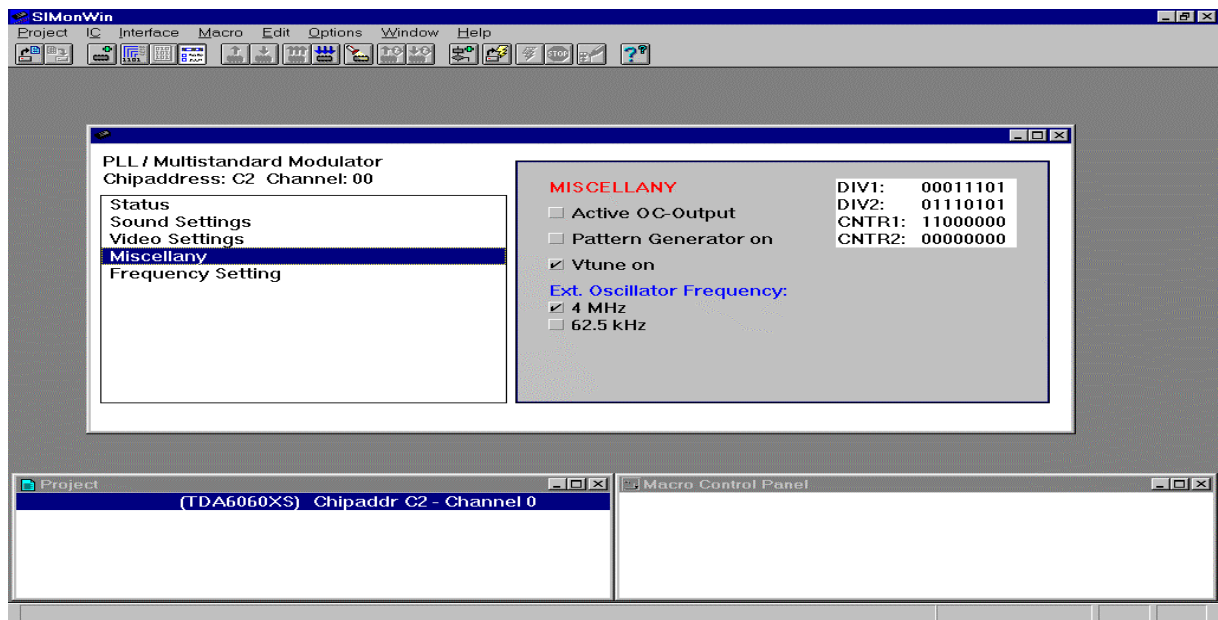 SIMonWin
Project IC Interface Macro Edit Options Window Help
PLL / Multistandard Modulator
Chipaddress: C2 Channel: 00
Status
Sound Settings
Video Settings
Miscellany
Frequency Setting
MISCELLANY
Active OC-Output
Pattern Generator on
Vtune on
Ext. Oscillator Frequency:
4 MHz
62.5 kHz
DIV1: 00011101
DIV2: 01110101
CNTR1: 11000000
CNTR2: 00000000
Project
(TDA6060XS) Chipaddr C2 - Channel 0
Macro Control Panel